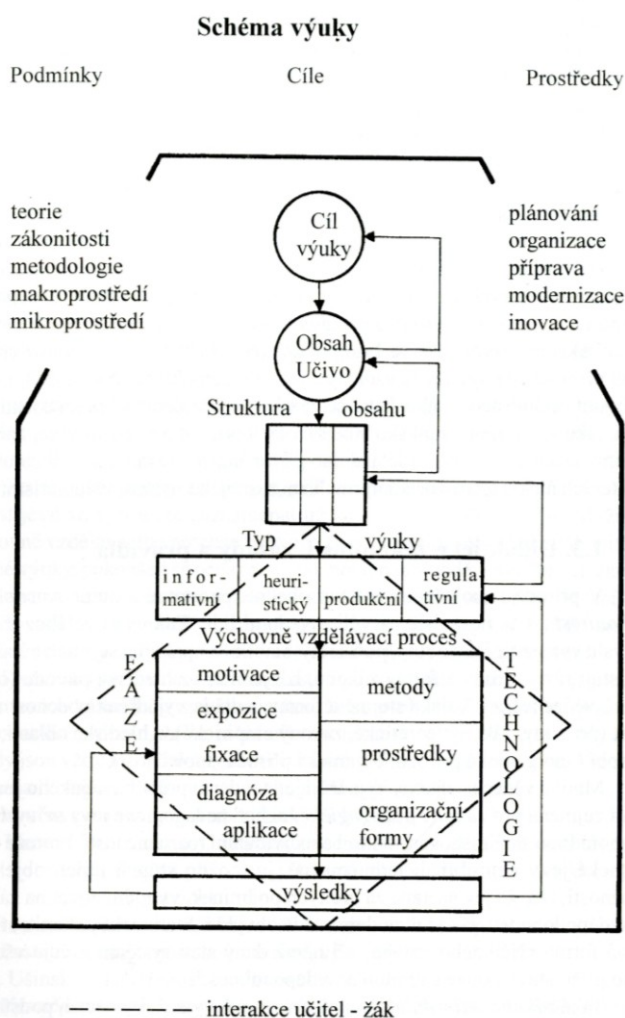 Schéma výuky
Podmínky Cíle Prostředky
teorie
zákonitosti
metodologie
makroprostředí
mikroprostředí
Cíl
výuky
plánování
organizace
příprava
modernizace
inovace
Obsah
Učivo
Struktura obsahu
Typ výuky
infor-
mativní
heuri-
stický
produkční
regula-
tivní
Výchovně vzdělávací proces
FÁZE
motivace
expozice
fixace
diagnóza
aplikace
metody
prostředky
organizační
formy
TECHNOLOGIE
výsledky
interakce učitel - žák